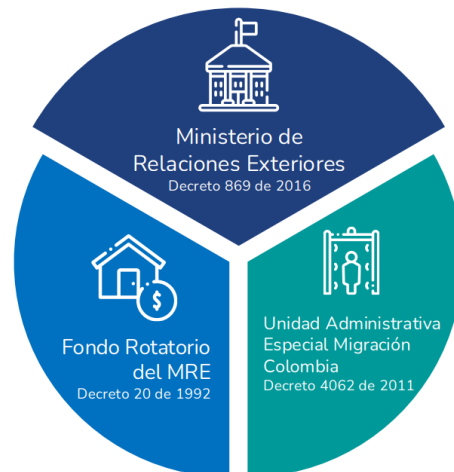 Ministerio de
Relaciones Exteriores
Decreto 869 de 2016
$
Fondo Rotatorio
del MRE
Decreto 20 de 1992
Unidad Administrativa
Especial Migración
Colombia
Decreto 4062 de 2011